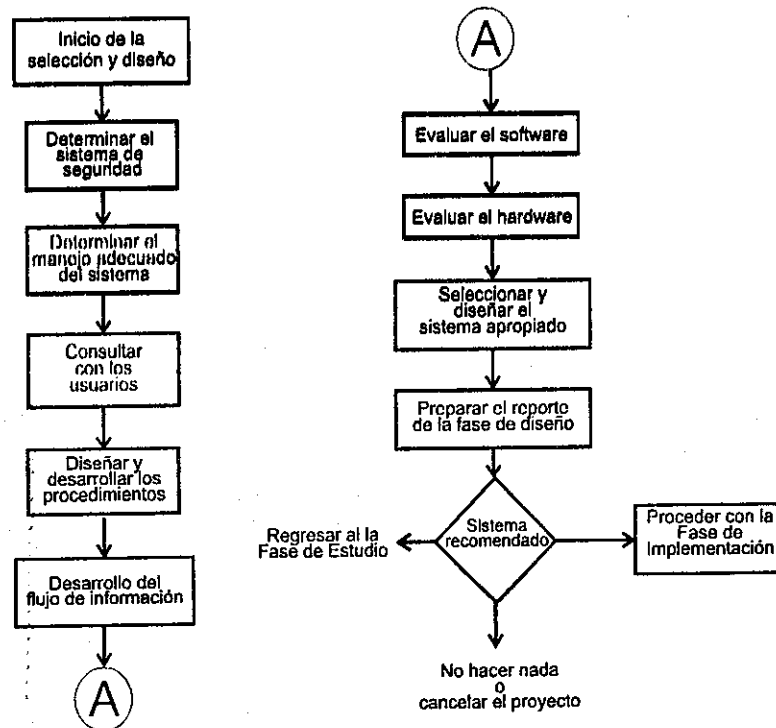 Inicio de la
selección y diseño
Determinar el
sistema de
seguridad
Determinar el
manejo adecuado
del sistema
Consultar
con los
usuarios
Diseñar y
desarrollar los
procedimientos
Desarrollo del
flujo de información
A
A
Evaluar el software
Evaluar el hardware
Seleccionar y
diseñar el
sistema apropiado
Preparar el reporte
de la fase de diseño
Sistema
recomendado
Regresar al la
Fase de Estudio
Proceder con la
Fase de
Implementación
No hacer nada
o
cancelar el proyecto